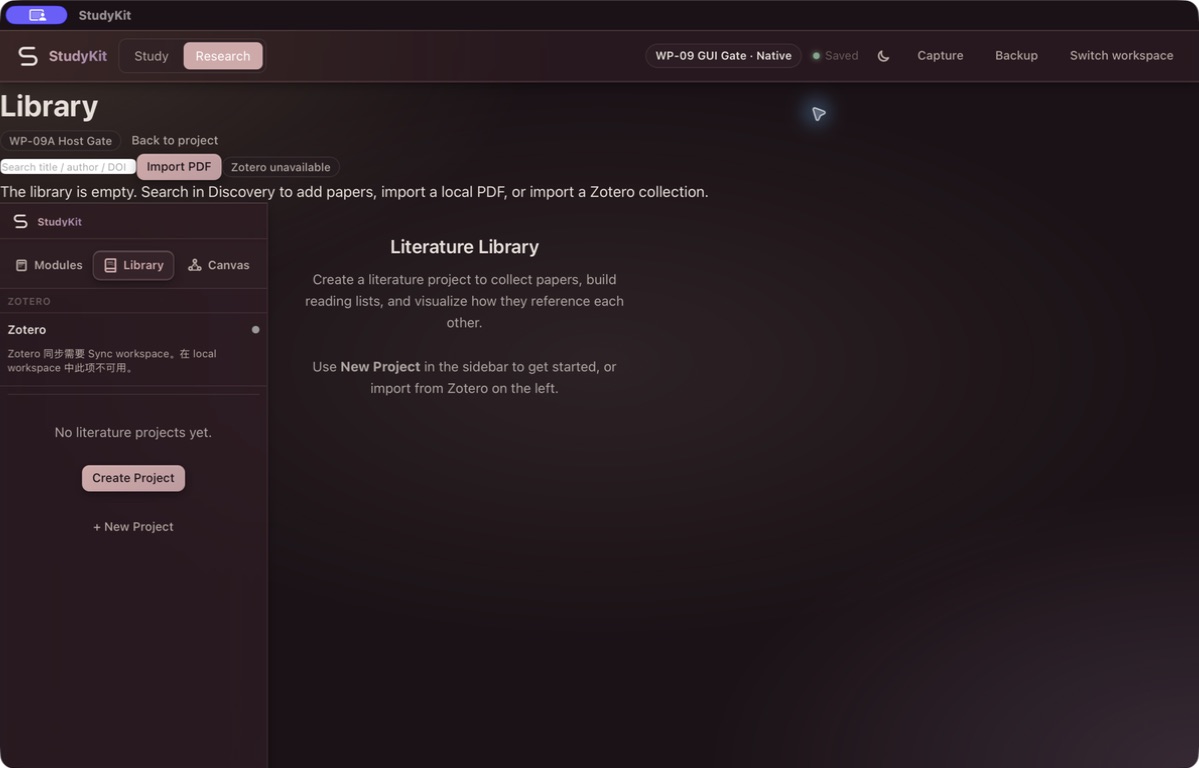 StudyKit
StudyKit
Study
Research
WP-09 GUI Gate · Native
Saved
Capture
Backup
Switch workspace
Library
WP-09A Host Gate
Back to project
Search title / author / DOI
Import PDF
Zotero unavailable
The library is empty. Search in Discovery to add papers, import a local PDF, or import a Zotero collection.
StudyKit
Modules
Library
Canvas
ZOTERO
Zotero
Zotero 同步需要 Sync workspace。在 local
workspace 中此项不可用。
No literature projects yet.
Create Project
+ New Project
Literature Library
Create a literature project to collect papers, build
reading lists, and visualize how they reference each
other.
Use New Project in the sidebar to get started, or
import from Zotero on the left.